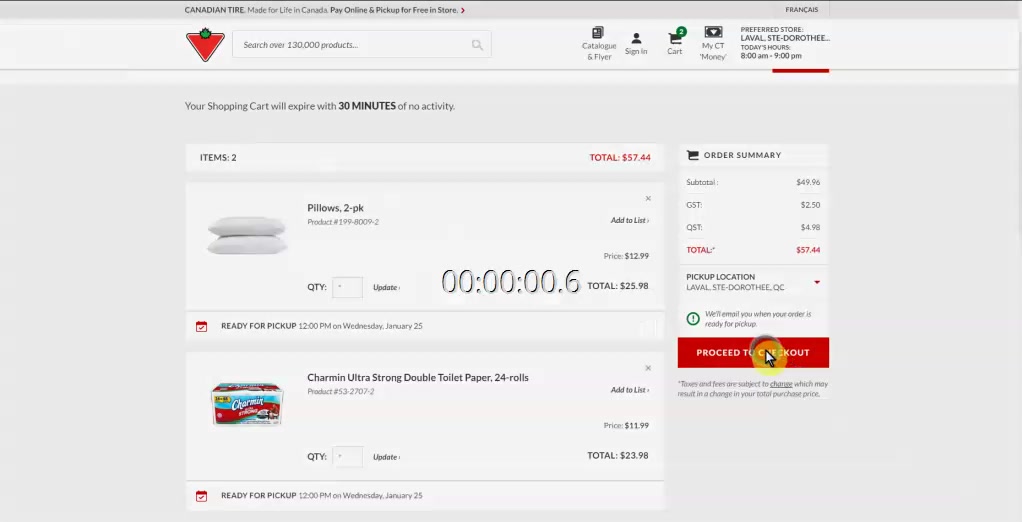 CANADIAN TIRE. Made for Life in Canada. Pay Online & Pickup for Free in Store.
FRANÇAIS
Search over 130,000 products...
Catalogue & Flyer
Sign In
2
Cart
My CT 'Money'
PREFERRED STORE:
LAVAL, STE-DOROTHEE...
TODAY'S HOURS:
8:00 am - 9:00 pm
Your Shopping Cart will expire with 30 MINUTES of no activity.
ITEMS: 2
TOTAL: $57.44
Pillows, 2-pk
Product #199-8009-2
Add to List ›
Price: $12.99
QTY:
Update ›
00:00:00.6
TOTAL: $25.98
READY FOR PICKUP 12:00 PM on Wednesday, January 25
Charmin Ultra Strong Double Toilet Paper, 24-rolls
Product #53-2707-2
Add to List ›
Charmin
Price: $11.99
QTY:
Update ›
TOTAL: $23.98
READY FOR PICKUP 12:00 PM on Wednesday, January 25
ORDER SUMMARY
Subtotal : $49.96
GST: $2.50
QST: $4.98
TOTAL:* $57.44
PICKUP LOCATION
LAVAL, STE-DOROTHEE, QC
We'll email you when your order is
ready for pickup.
PROCEED TO CHECKOUT
*Taxes and fees are subject to change which may
result in a change in your total purchase price.